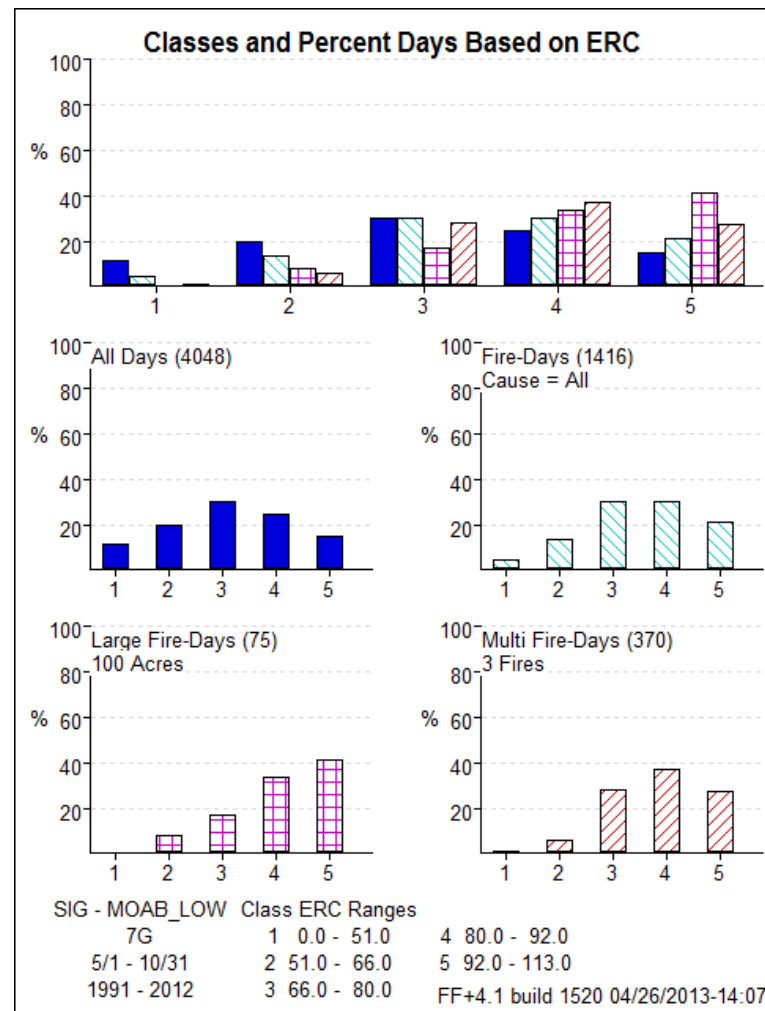 Classes and Percent Days Based on ERC
100
80
% 60
40
20
1 2 3 4 5
100 All Days (4048)
80
% 60
40
20
1 2 3 4 5
100 Fire-Days (1416)
80 Cause = All
% 60
40
20
1 2 3 4 5
100 Large Fire-Days (75)
80 100 Acres
% 60
40
20
1 2 3 4 5
100 Multi Fire-Days (370)
80 3 Fires
% 60
40
20
1 2 3 4 5
SIG - MOAB_LOW Class ERC Ranges
7G 1 0.0 - 51.0 4 80.0 - 92.0
5/1 - 10/31 2 51.0 - 66.0 5 92.0 - 113.0
1991 - 2012 3 66.0 - 80.0 FF+4.1 build 1520 04/26/2013-14:07